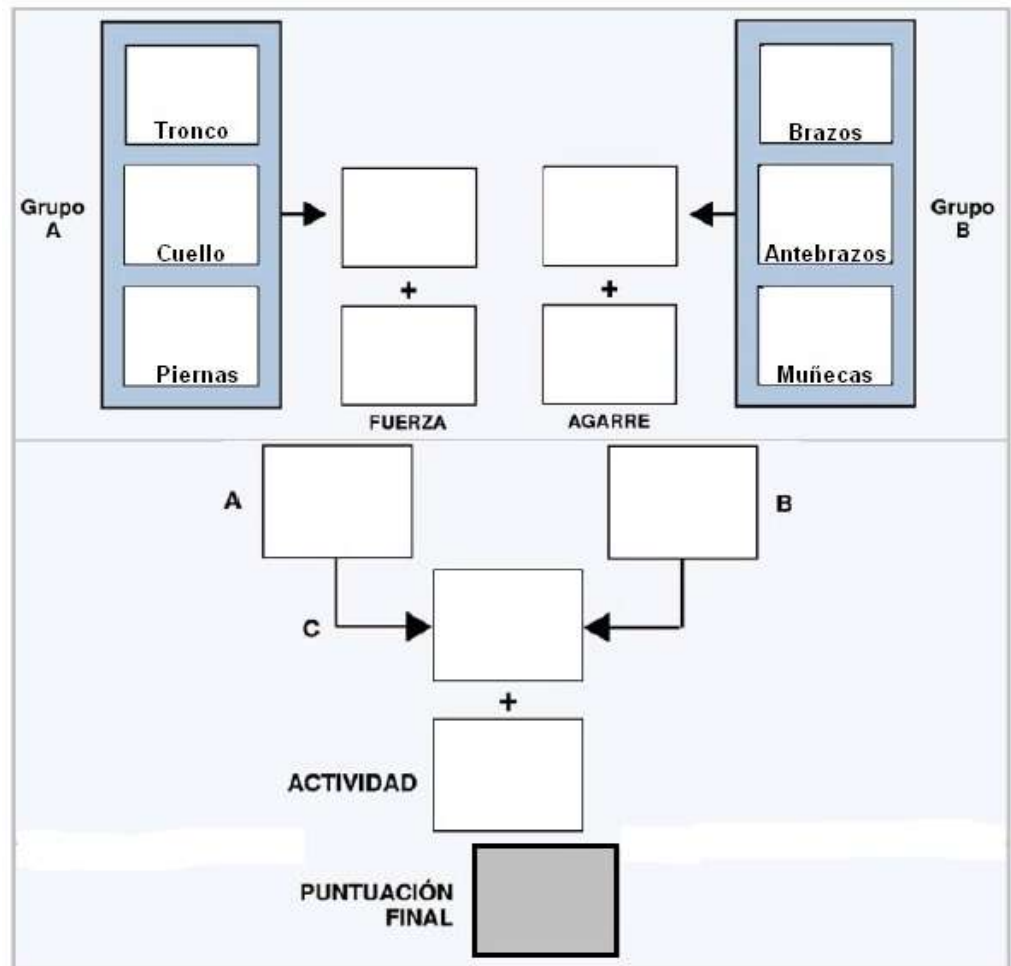 Tronco
Cuello
Piernas
Grupo
A
+
FUERZA
+
AGARRE
Brazos
Antebrazos
Muñecas
Grupo
B
A
B
C
+
ACTIVIDAD
PUNTUACIÓN
FINAL